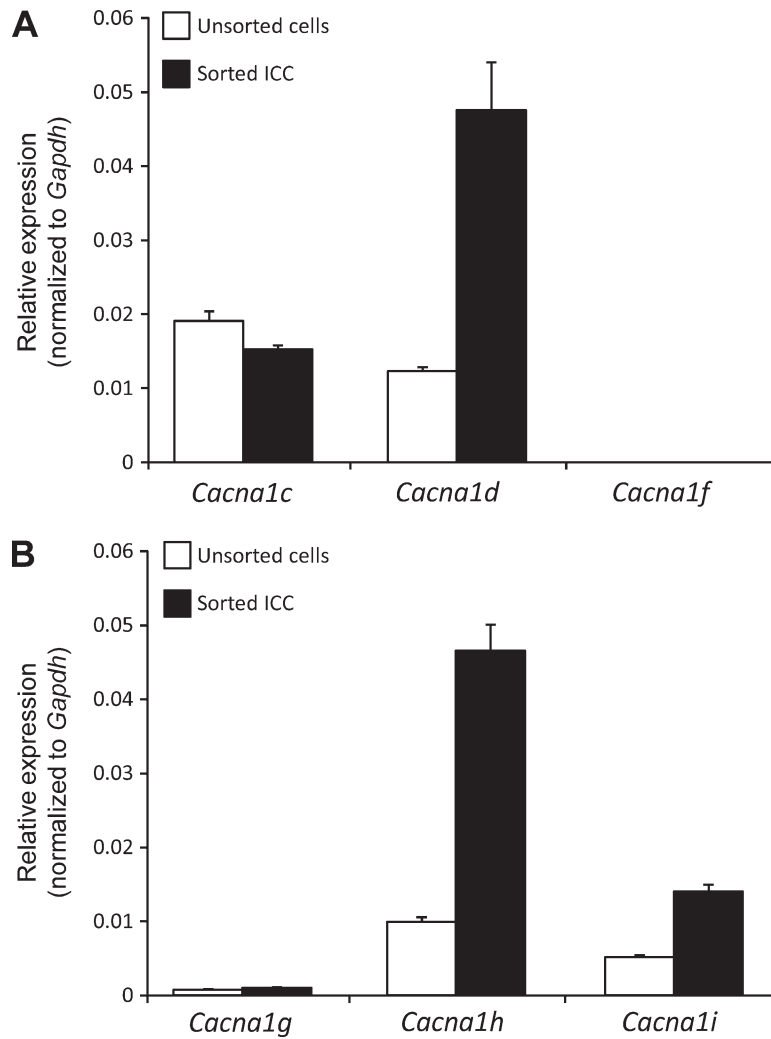 A
Unsorted cells
Sorted ICC
Relative expression
(normalized to Gapdh)
0.06
0.05
0.04
0.03
0.02
0.01
0
Cacna1c Cacna1d Cacna1f
B
Unsorted cells
Sorted ICC
Relative expression
(normalized to Gapdh)
0.06
0.05
0.04
0.03
0.02
0.01
0
Cacna1g Cacna1h Cacna1i